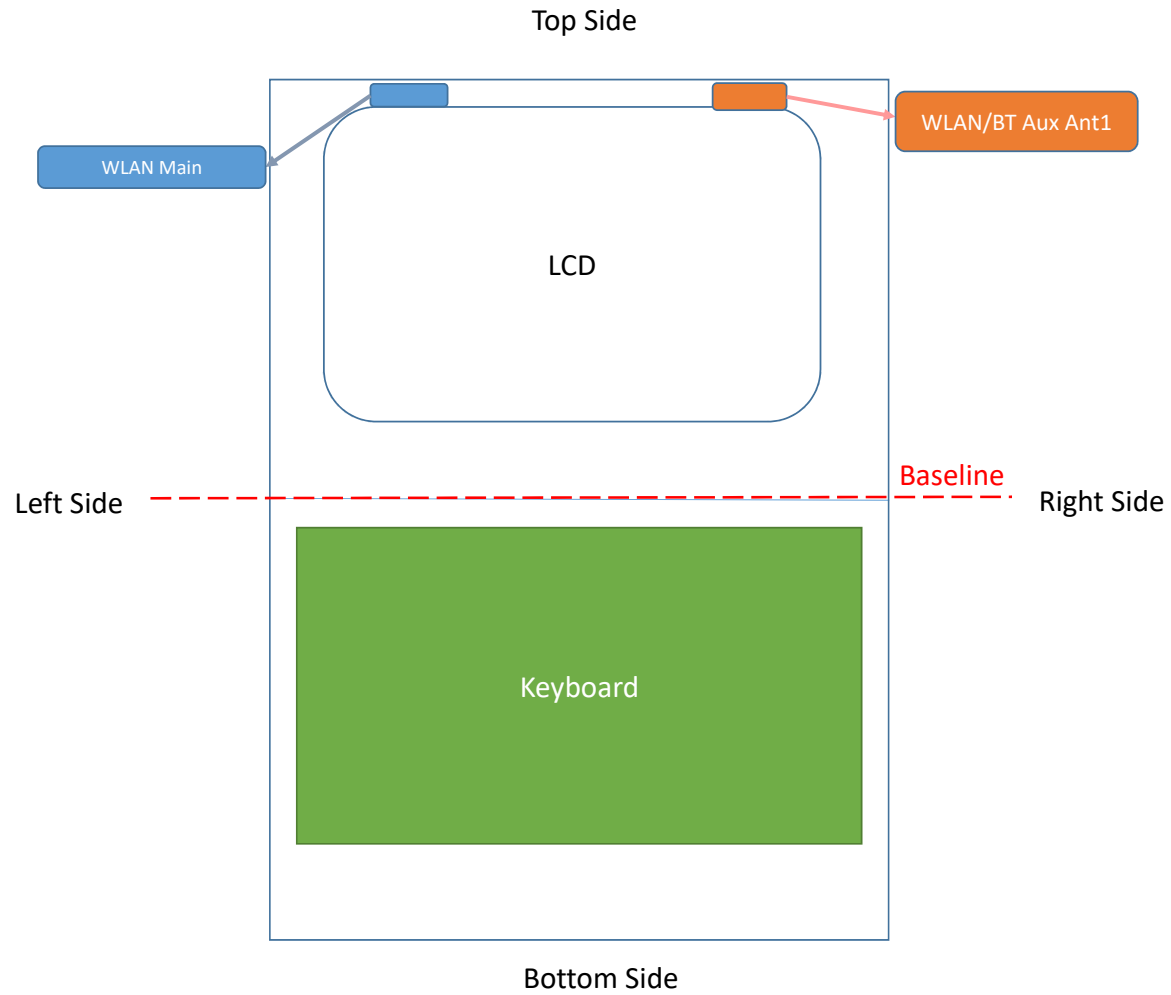 Top Side
WLAN/BT Aux Ant1
WLAN Main
LCD
Baseline
Left Side
Right Side
Keyboard
Bottom Side